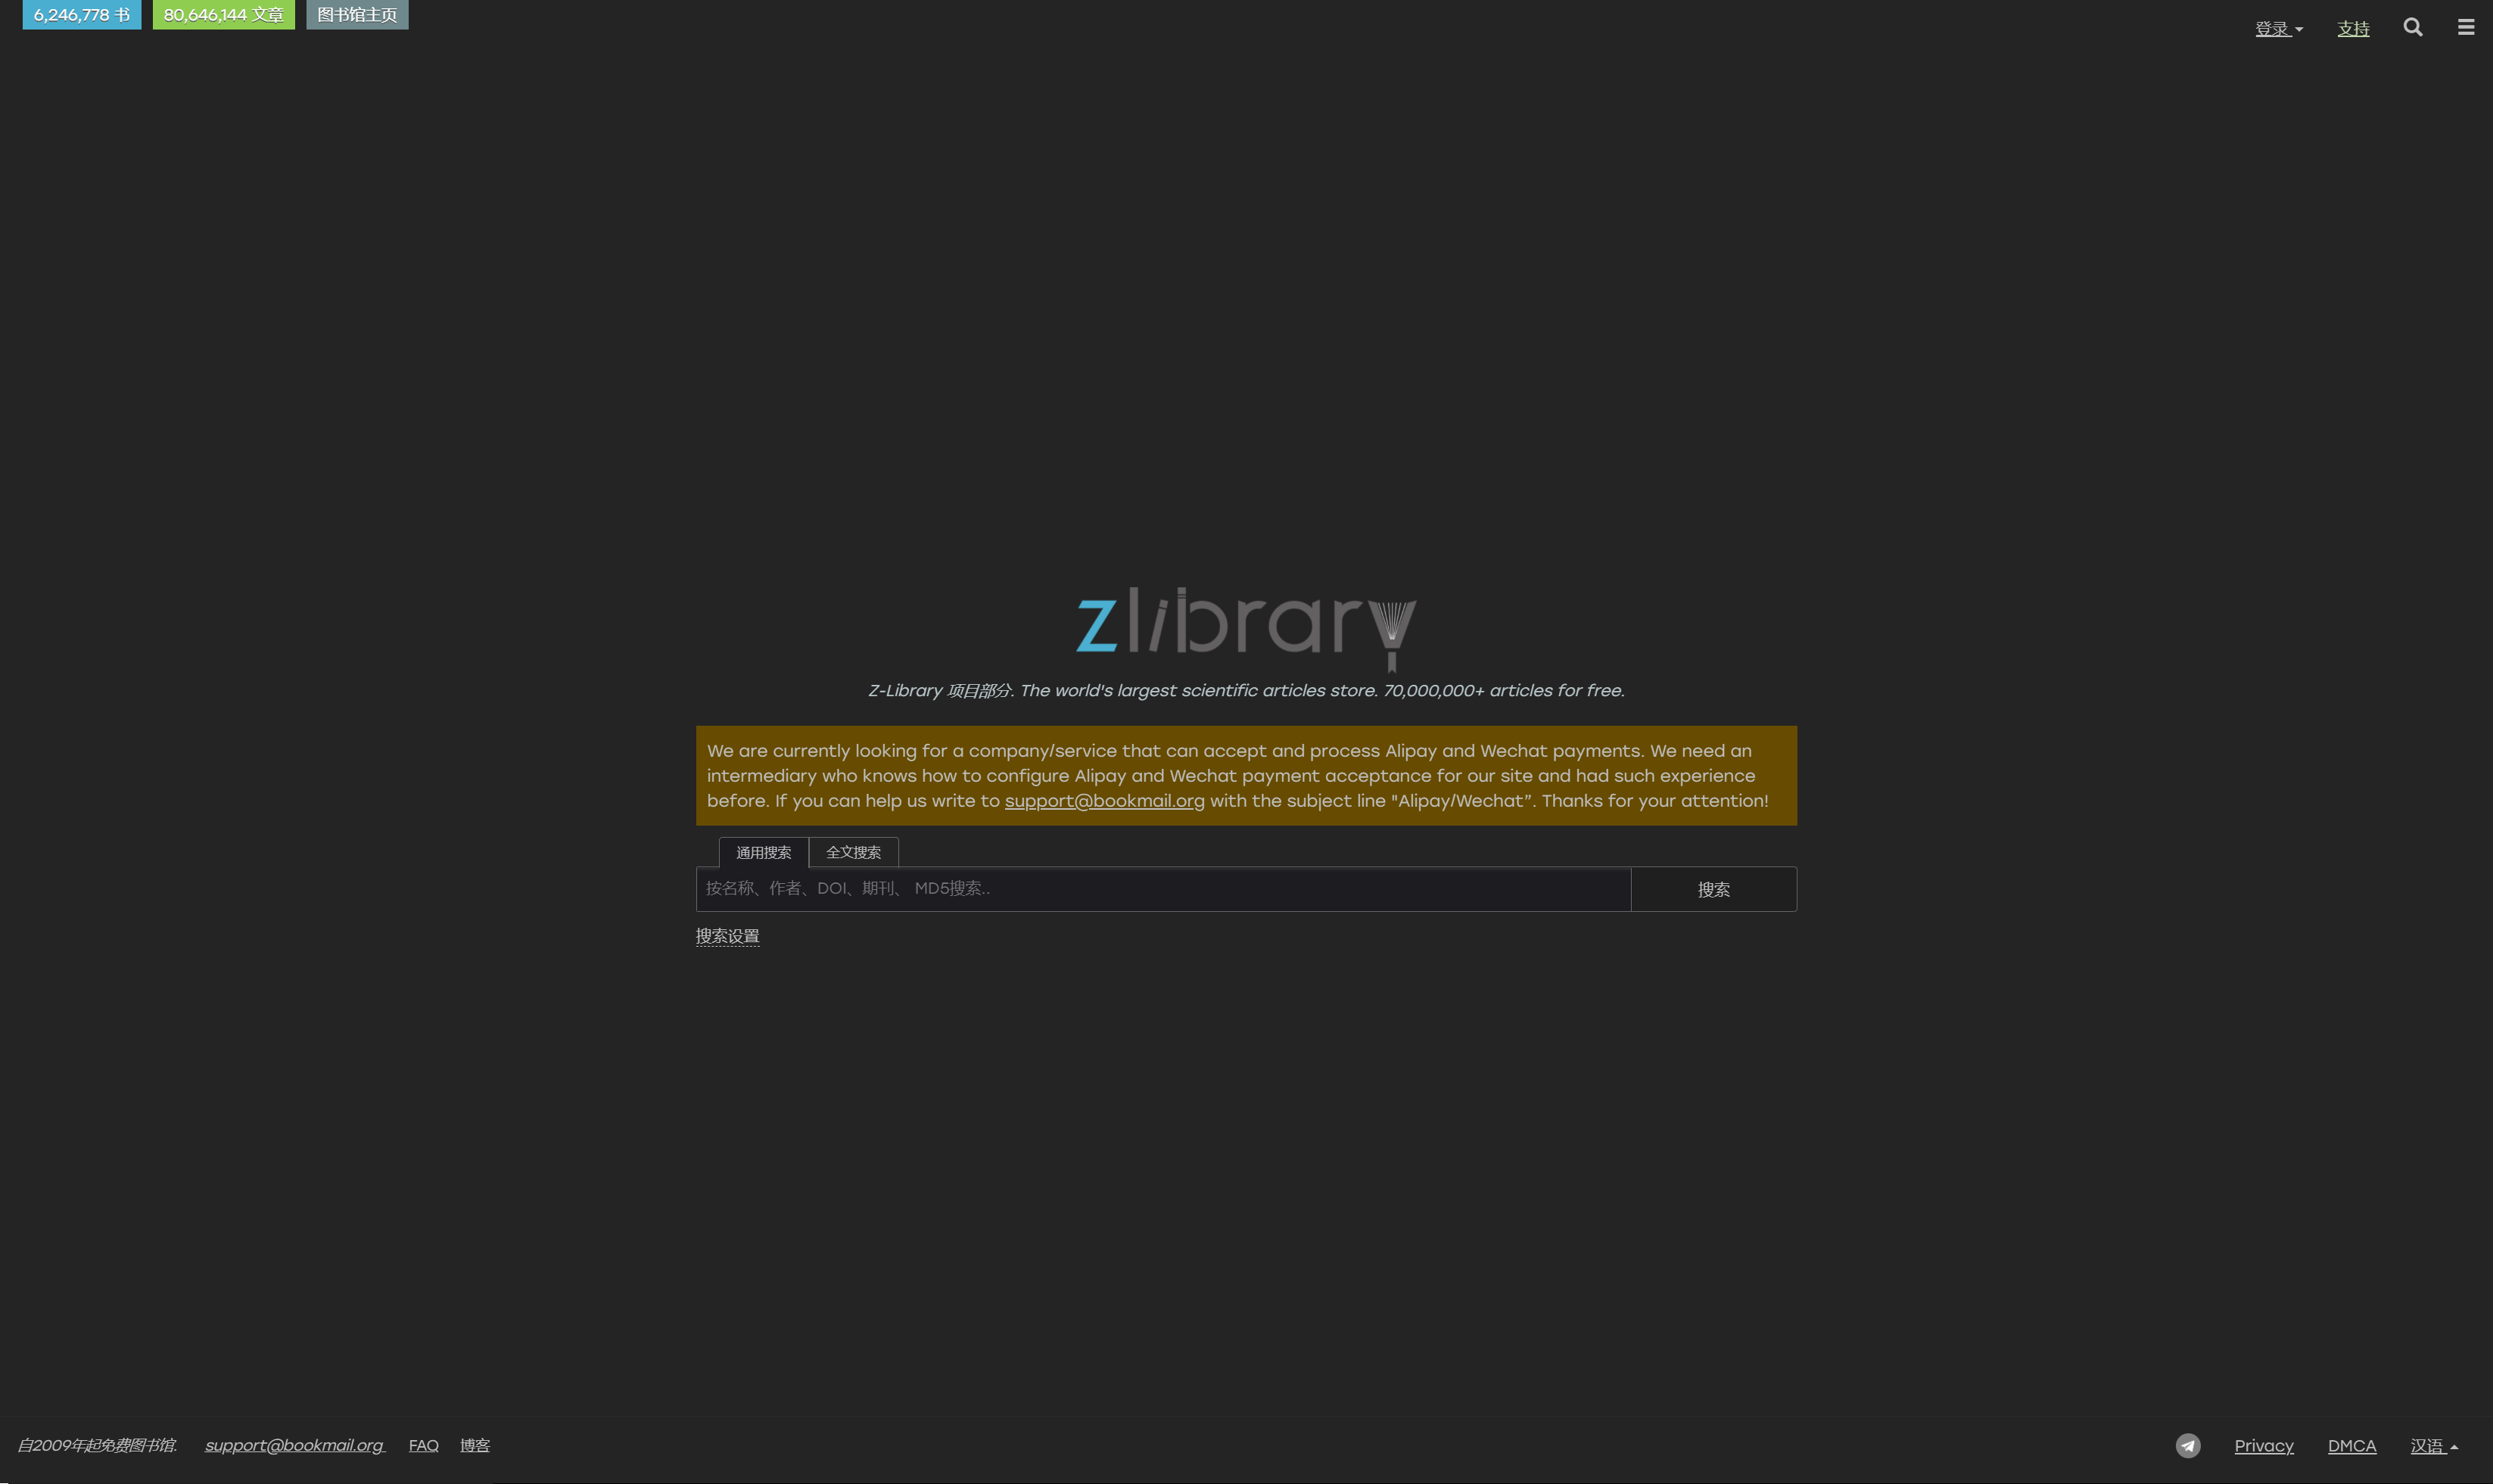 6,246,778 书
80,646,144 文章
图书馆主页
登录
支持
zlibrary
Z-Library 项目部分. The world's largest scientific articles store. 70,000,000+ articles for free.
We are currently looking for a company/service that can accept and process Alipay and Wechat payments. We need an
intermediary who knows how to configure Alipay and Wechat payment acceptance for our site and had such experience
before. If you can help us write to support@bookmail.org with the subject line "Alipay/Wechat”. Thanks for your attention!
通用搜索
全文搜索
按名称、作者、DOI、期刊、 MD5搜索..
搜索
搜索设置
自2009年起免费图书馆.
support@bookmail.org
FAQ
博客
Privacy
DMCA
汉语